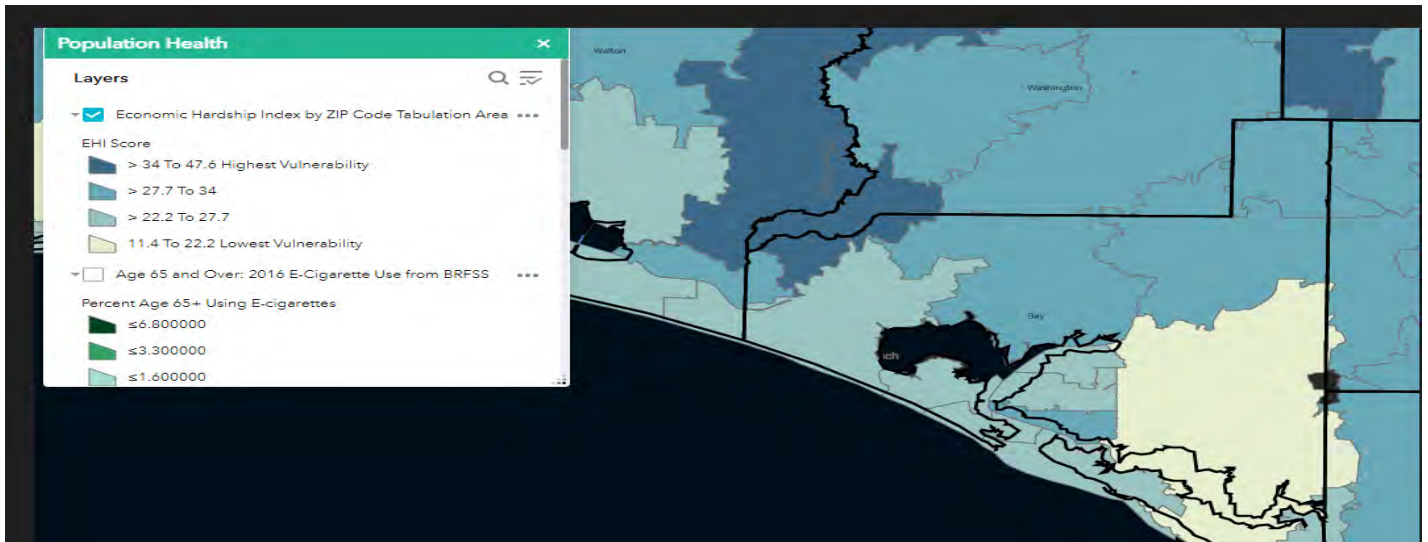 Population Health
Layers
Economic Hardship Index by ZIP Code Tabulation Area
EHI Score
> 34 To 47.6 Highest Vulnerability
> 27.7 To 34
> 22.2 To 27.7
11.4 To 22.2 Lowest Vulnerability
Age 65 and Over: 2016 E-Cigarette Use from BRFSS
Percent Age 65+ Using E-cigarettes
≤6.800000
≤3.300000
≤1.600000
Walton
Washington
Bay
ich